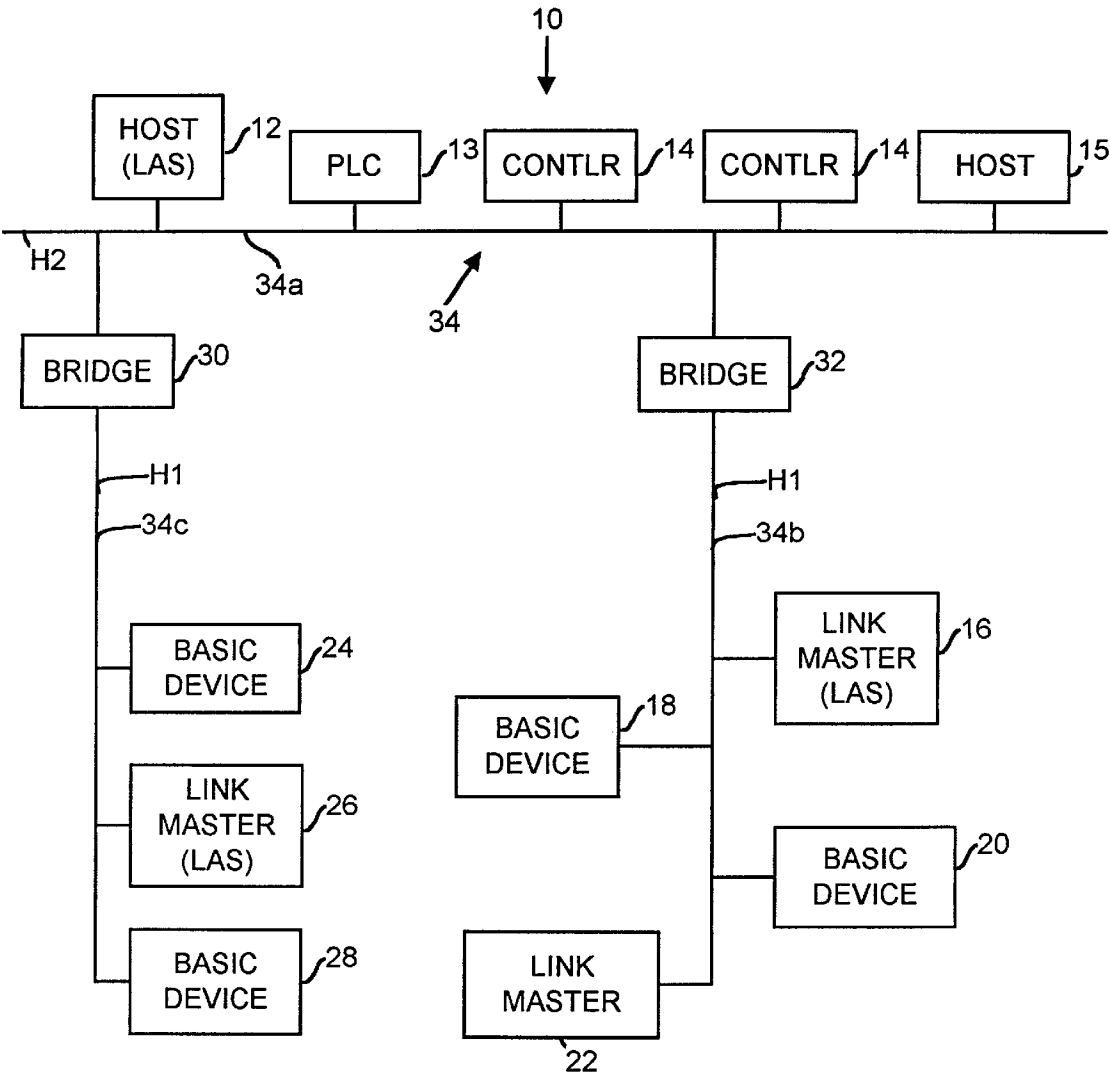 10
HOST
(LAS)
12
PLC
13
CONTLR
14
CONTLR
14
HOST
15
H2
34a
34
BRIDGE
30
BRIDGE
32
H1
34c
H1
34b
BASIC
DEVICE
24
LINK
MASTER
(LAS)
16
BASIC
DEVICE
18
LINK
MASTER
(LAS)
26
BASIC
DEVICE
20
BASIC
DEVICE
28
LINK
MASTER
22